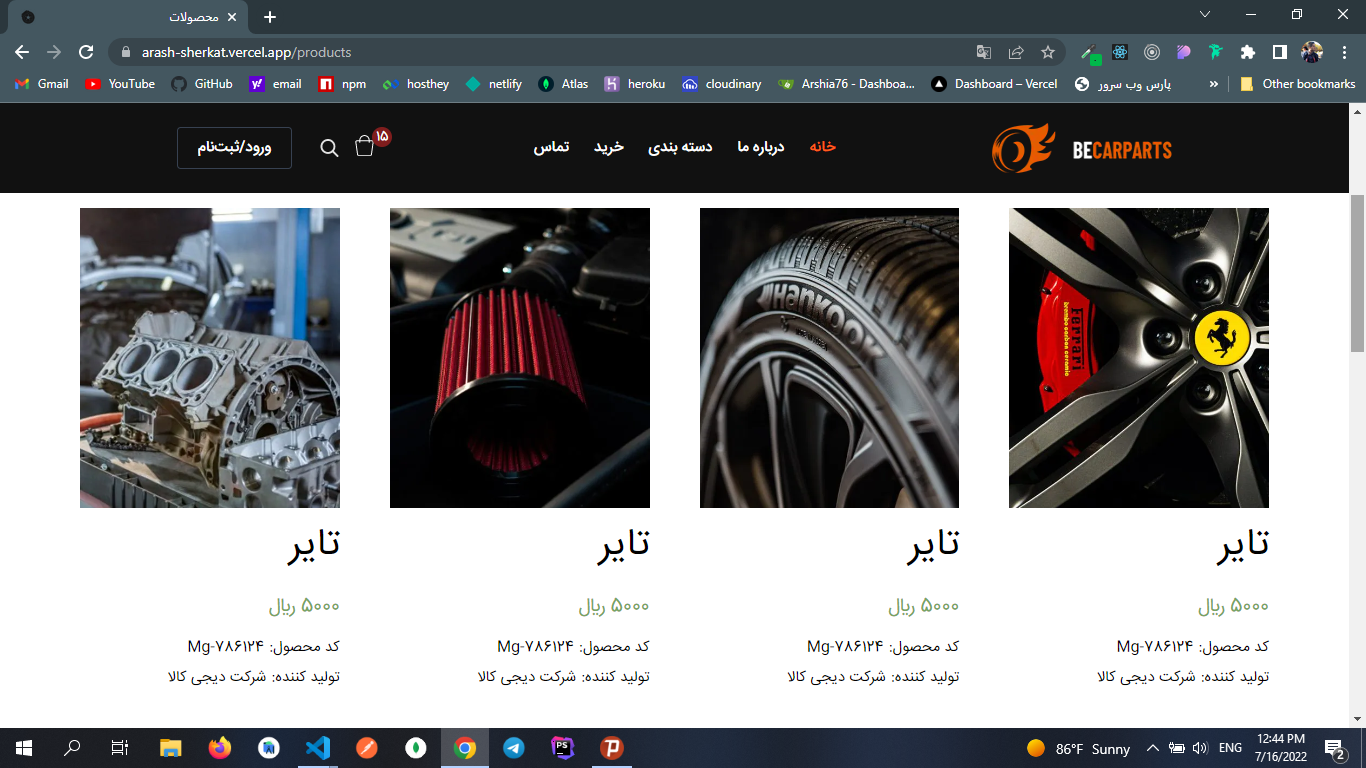 محصولات
arash-sherkat.vercel.app/products
Gmail YouTube GitHub email npm hosthey netlify Atlas heroku cloudinary Arshia76 - Dashboa... Dashboard – Vercel پارس وب سرور » Other bookmarks
BECARPARTS
خانه درباره ما دسته بندی خرید تماس
۱۵
ورود/ثبت‌نام
Ferrari
brembo carbon ceramic
HANKOOK
تایر
تایر
تایر
تایر
۵۰۰۰ ریال
۵۰۰۰ ریال
۵۰۰۰ ریال
۵۰۰۰ ریال
کد محصول: Mg-۷۸۶۱۲۴
کد محصول: Mg-۷۸۶۱۲۴
کد محصول: Mg-۷۸۶۱۲۴
کد محصول: Mg-۷۸۶۱۲۴
تولید کننده: شرکت دیجی کالا
تولید کننده: شرکت دیجی کالا
تولید کننده: شرکت دیجی کالا
تولید کننده: شرکت دیجی کالا
PS
86°F Sunny
ENG
12:44 PM
7/16/2022
2